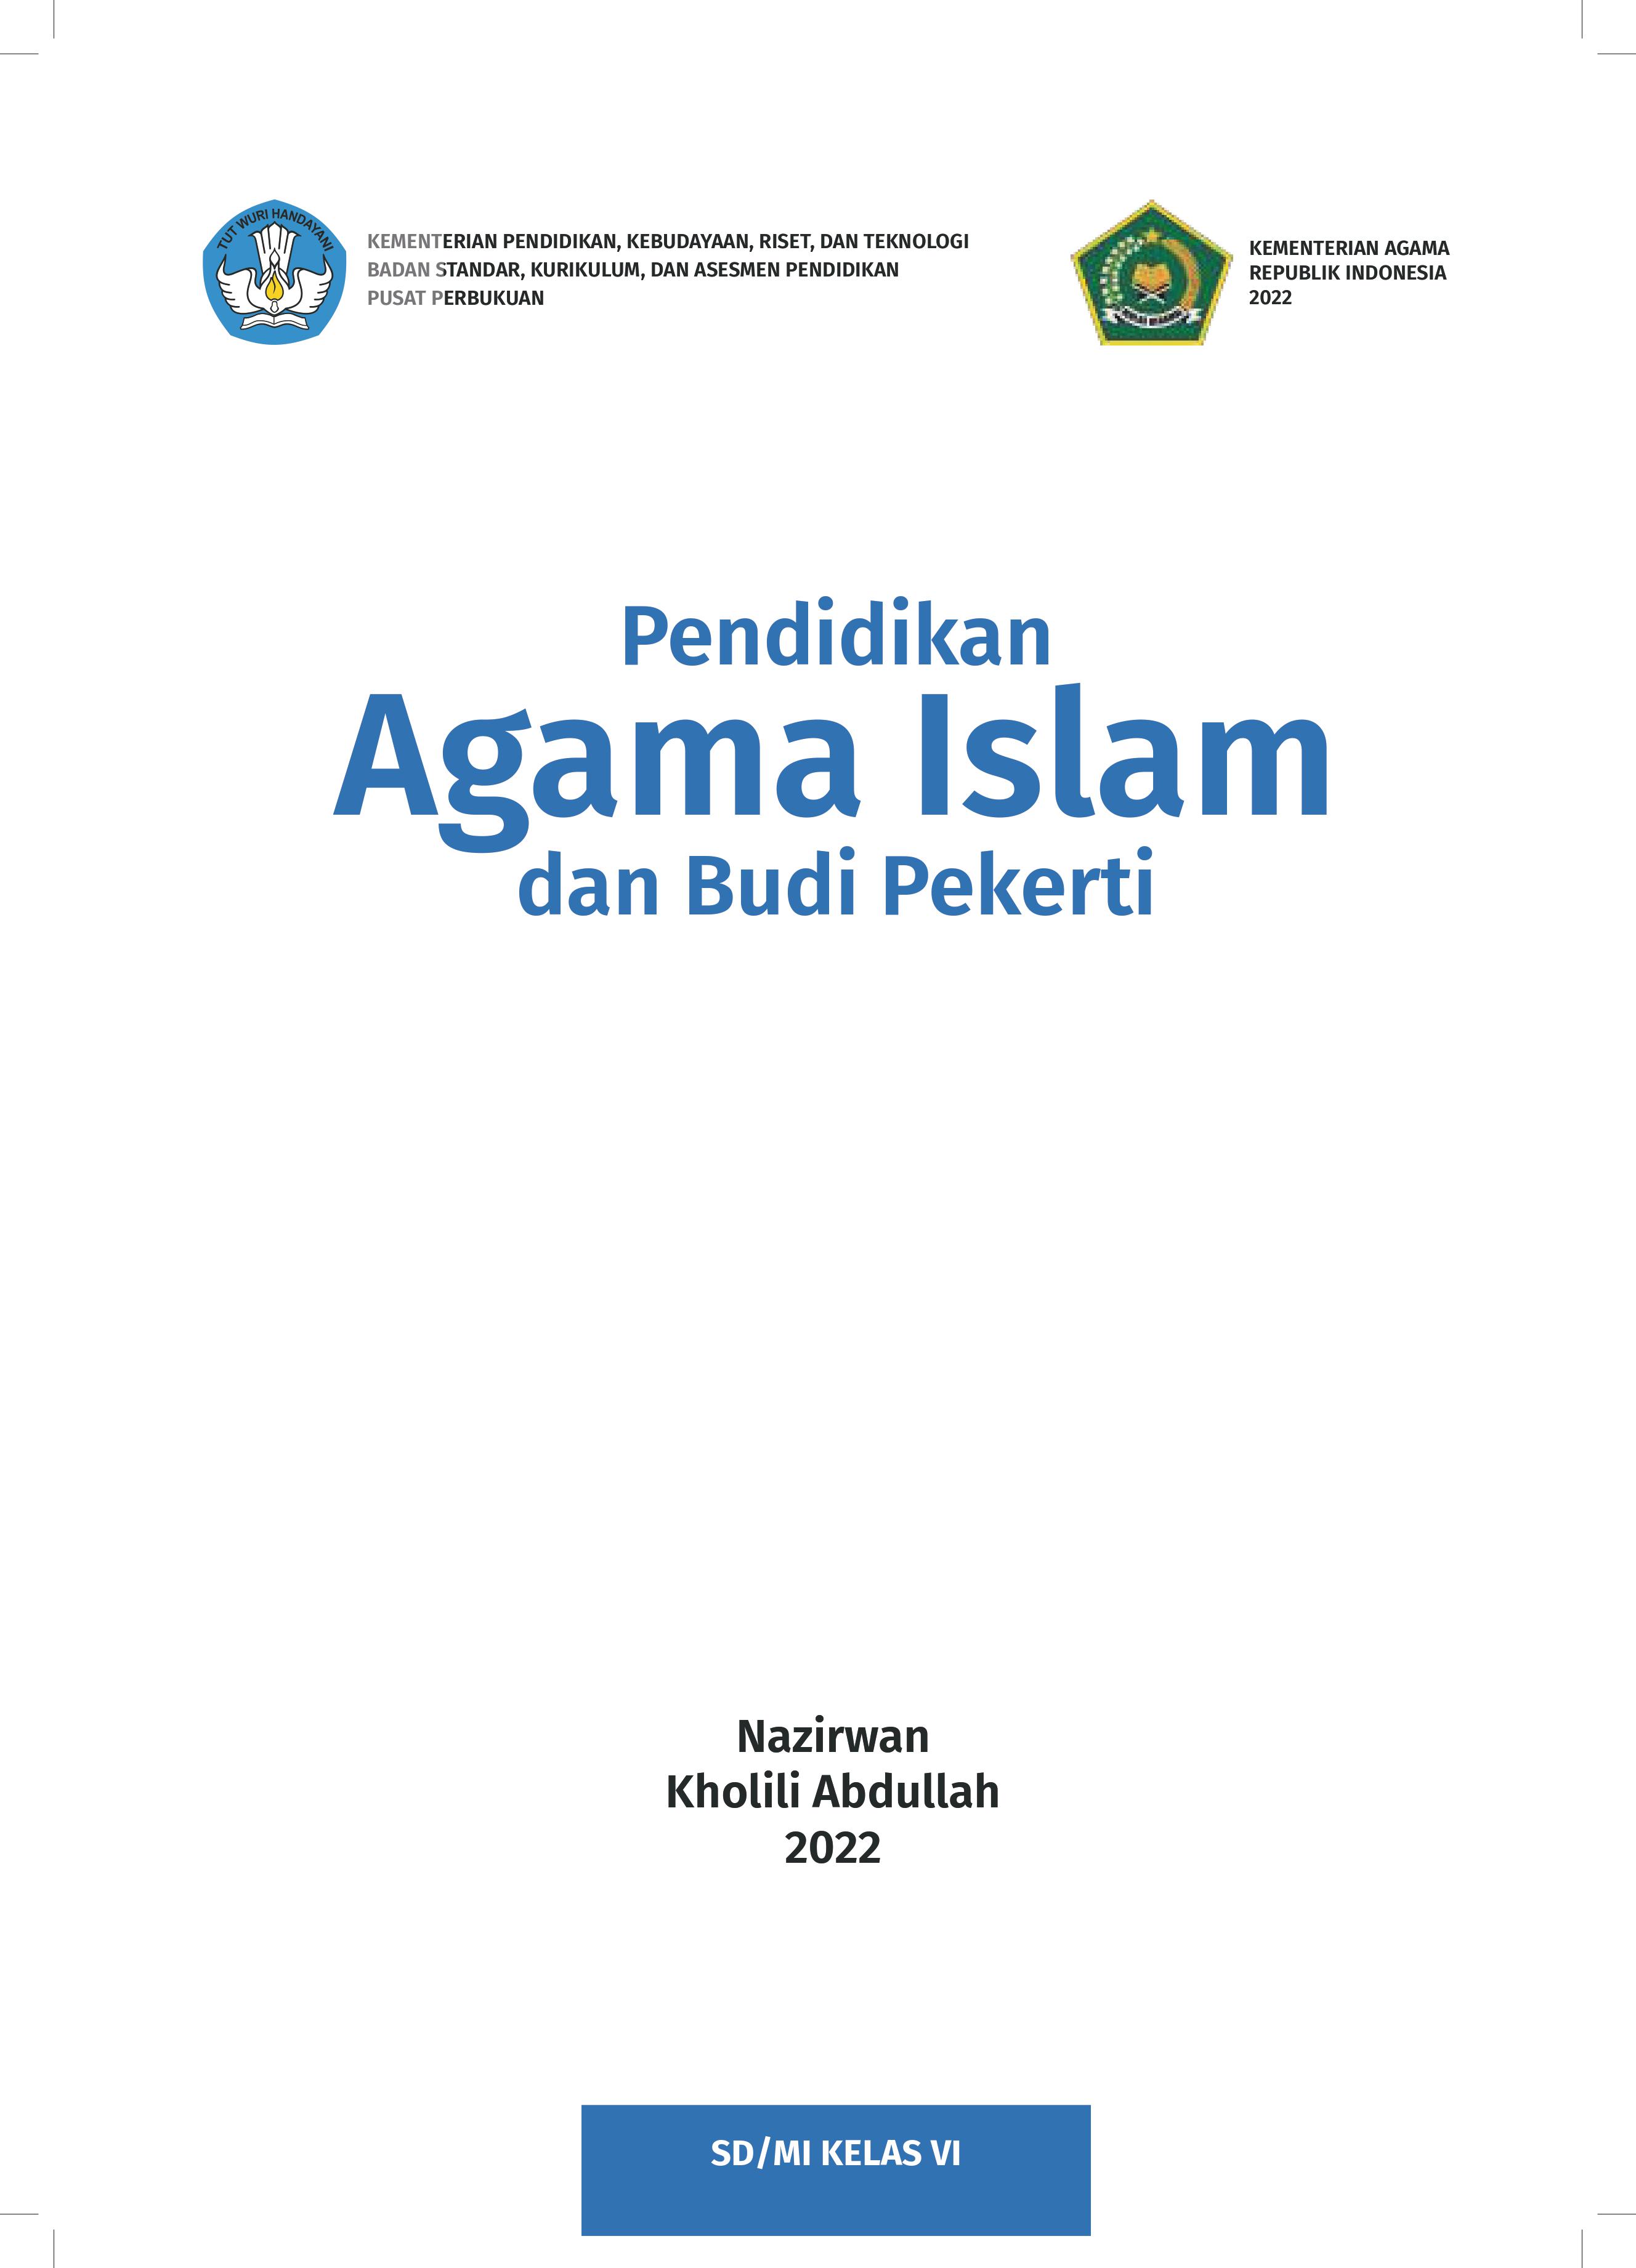 TUT WURI HANDAYANI
KEMENTERIAN PENDIDIKAN, KEBUDAYAAN, RISET, DAN TEKNOLOGI
BADAN STANDAR, KURIKULUM, DAN ASESMEN PENDIDIKAN
PUSAT PERBUKUAN
KEMENTERIAN AGAMA
REPUBLIK INDONESIA
2022
Pendidikan
Agama Islam
dan Budi Pekerti
Nazirwan
Kholili Abdullah
2022
SD/MI KELAS VI